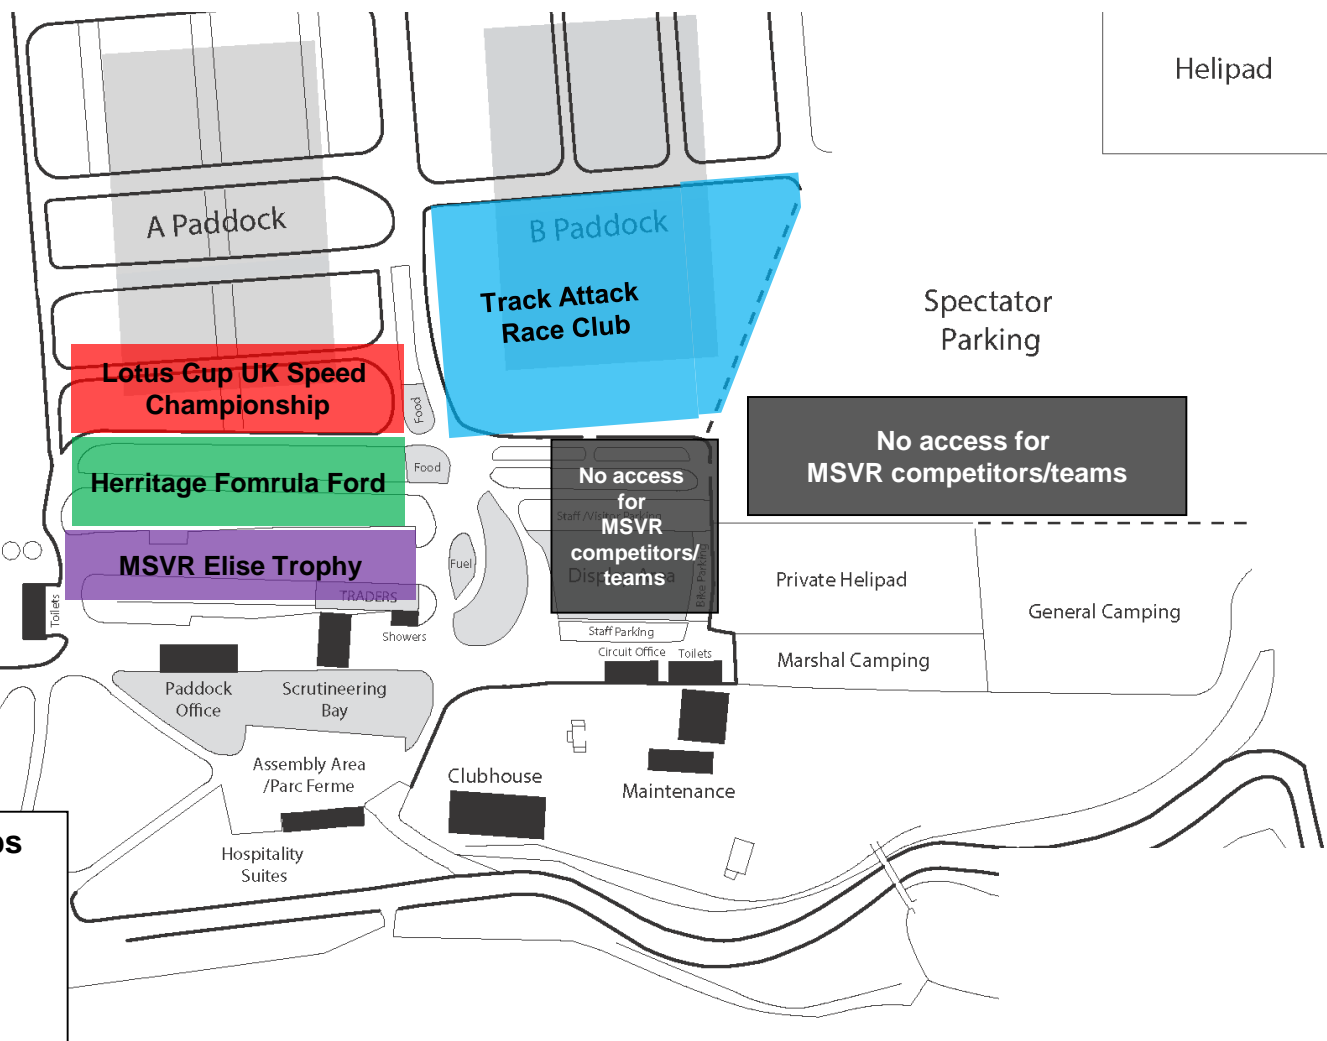 Helipad
A Paddock
B Paddock
Track Attack
Race Club
Spectator
Parking
Lotus Cup UK Speed
Championship
Food
Herritage Fomrula Ford
Food
No access
for
MSVR
competitors/
teams
No access for
MSVR competitors/teams
Staff/Visitor Parking
MSVR Elise Trophy
Fuel
Display Area
Bike Parking
Private Helipad
General Camping
TRADERS
Toilets
Showers
Staff Parking
Circuit Office
Toilets
Marshal Camping
Paddock
Office
Scrutineering
Bay
Assembly Area
/Parc Ferme
Clubhouse
Maintenance
Hospitality
Suites